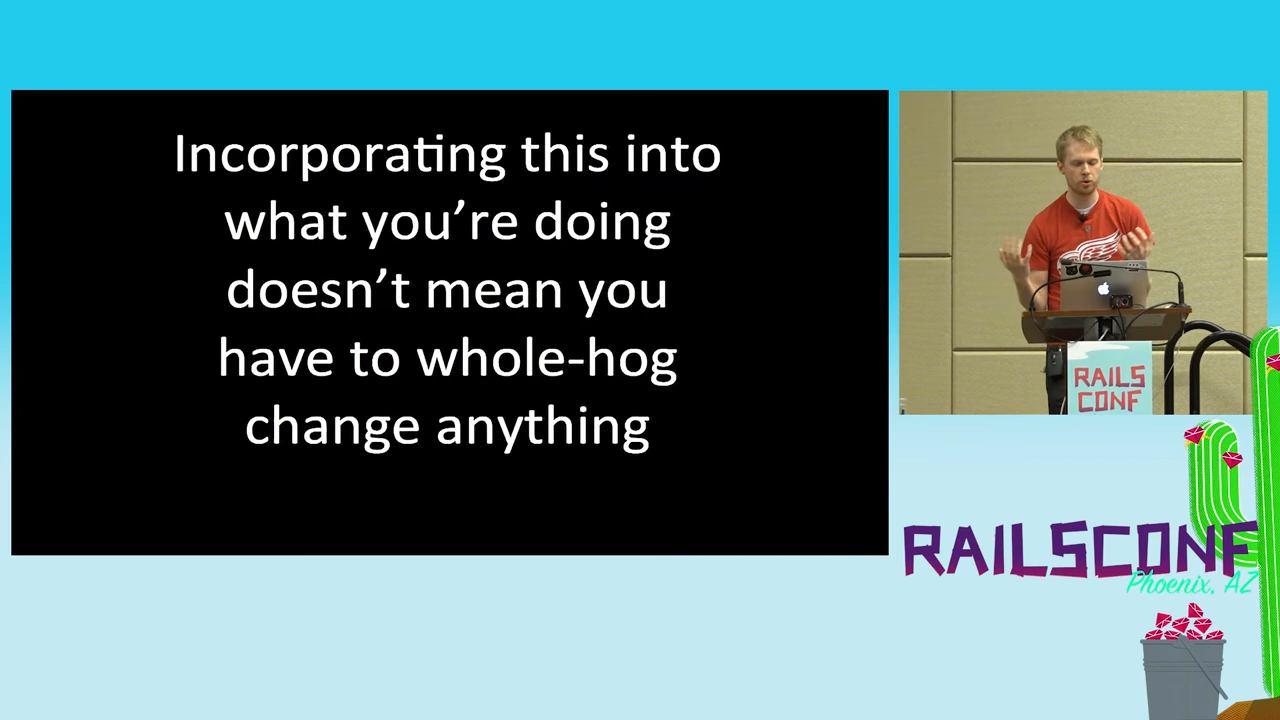 Incorporating this into
what you’re doing
doesn’t mean you
have to whole-hog
change anything
RAILS
CONF
RAILSCONF
Phoenix, AZ